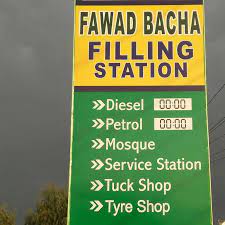 FAWAD BACHA
FILLING
STATION
>>Diesel 00:00
>>Petrol 00:00
>>Mosque
>>Service Station
>>Tuck Shop
>>Tyre Shop